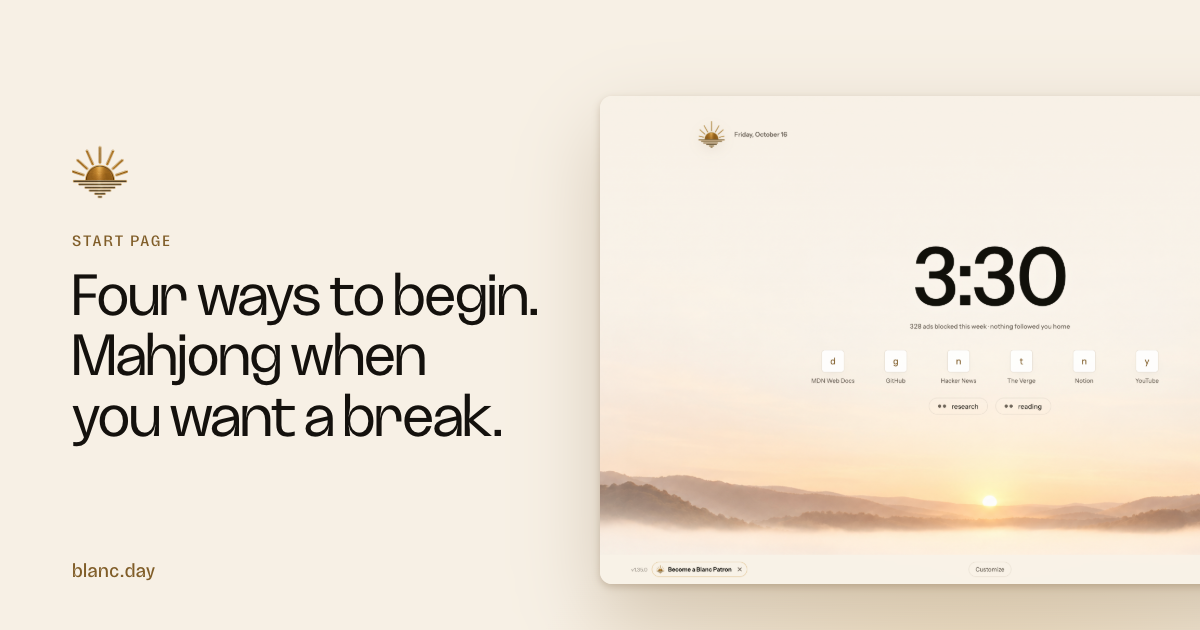 START PAGE
Four ways to begin.
Mahjong when
you want a break.
blanc.day
Friday, October 16
3:30
328 ads blocked this week · nothing followed you home
d g n t n y
MDN Web Docs GitHub Hacker News The Verge Notion YouTube
research reading
Become a Blanc Patron ×
Customize